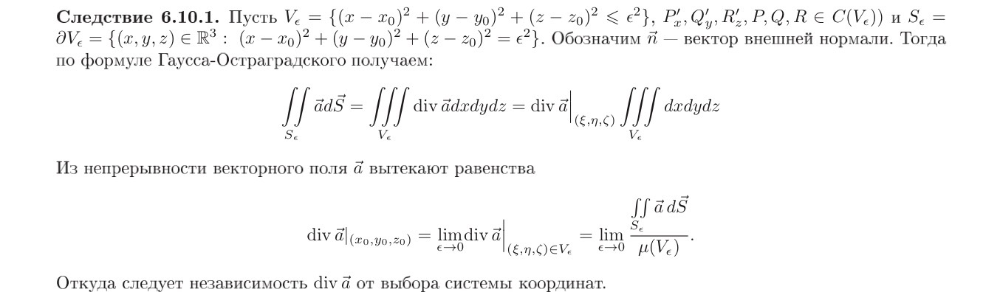 Следствие 6.10.1. Пусть $V_\epsilon = \{(x - x_0)^2 + (y - y_0)^2 + (z - z_0)^2 \leqslant \epsilon^2\}$, $P'_x, Q'_y, R'_z, P, Q, R \in C(V_\epsilon))$ и $S_\epsilon =$
$\partial V_\epsilon = \{(x, y, z) \in \mathbb{R}^3 : (x - x_0)^2 + (y - y_0)^2 + (z - z_0)^2 = \epsilon^2\}$. Обозначим $\vec{n}$ — вектор внешней нормали. Тогда
по формуле Гаусса-Остраградского получаем:
$\iint\limits_{S_\epsilon} \vec{a} d\vec{S} = \iiint\limits_{V_\epsilon} \operatorname{div} \vec{a} dxdydz = \operatorname{div} \vec{a}\Big|_{(\xi,\eta,\zeta)} \iiint\limits_{V_\epsilon} dxdydz$
Из непрерывности векторного поля $\vec{a}$ вытекают равенства
$\operatorname{div} \vec{a}|_{(x_0,y_0,z_0)} = \lim\limits_{\epsilon \to 0} \operatorname{div} \vec{a}\Big|_{(\xi,\eta,\zeta) \in V_\epsilon} = \lim\limits_{\epsilon \to 0} \frac{\iint\limits_{S_\epsilon} \vec{a}\, d\vec{S}}{\mu(V_\epsilon)}.$
Откуда следует независимость $\operatorname{div} \vec{a}$ от выбора системы координат.